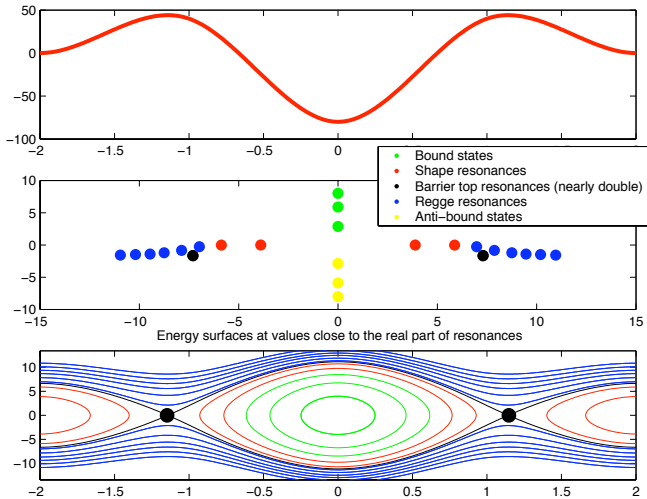 50
0
-50
-100
-2 -1.5 -1 -0.5 0 0.5 1 1.5 2
Bound states
Shape resonances
Barrier top resonances (nearly double)
Regge resonances
Anti-bound states
10
5
0
-5
-10
-15 -10 -5 0 5 10 15
Energy surfaces at values close to the real part of resonances
10
5
0
-5
-10
-2 -1.5 -1 -0.5 0 0.5 1 1.5 2